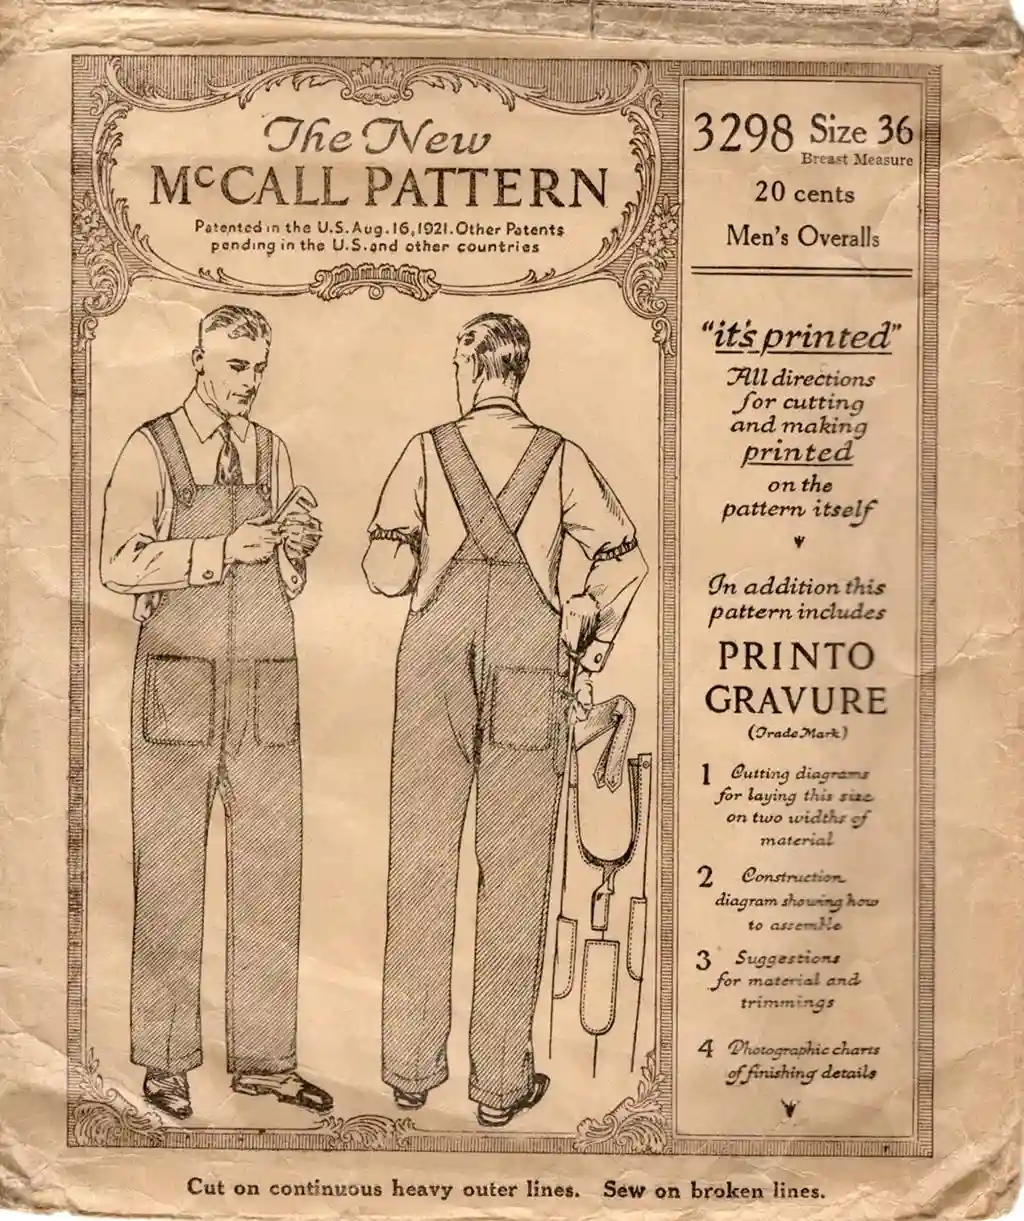 The New
McCALL PATTERN
Patented in the U.S. Aug. 16, 1921. Other Patents
pending in the U.S. and other countries
3298 Size 36
Breast Measure
20 cents
Men's Overalls
"it's printed"
All directions
for cutting
and making
printed
on the
pattern itself
In addition this
pattern includes
PRINTO
GRAVURE
(Trade Mark)
1 Cutting diagrams
for laying this size
on two widths of
material
2 Construction
diagram showing how
to assemble
3 Suggestions
for material and
trimmings
4 Photographic charts
of finishing details
Cut on continuous heavy outer lines. Sew on broken lines.